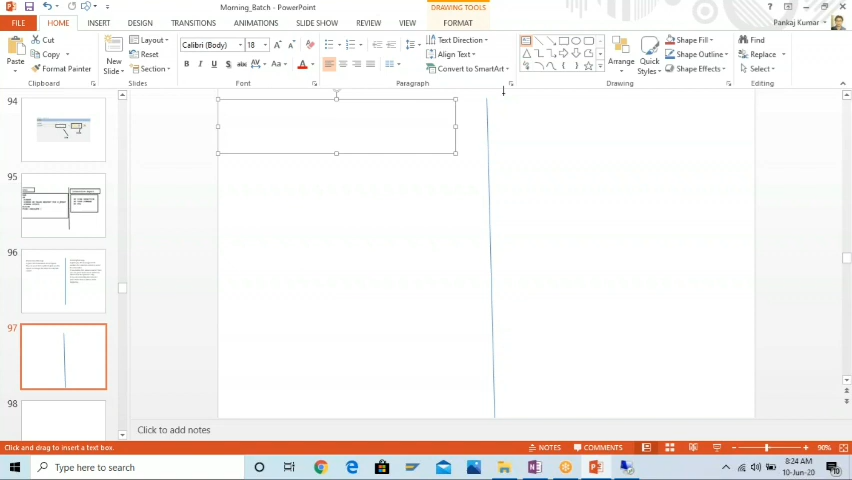 Morning_Batch - PowerPoint
DRAWING TOOLS
FILE HOME INSERT DESIGN TRANSITIONS ANIMATIONS SLIDE SHOW REVIEW VIEW FORMAT
Pankaj Kumar
Paste
Cut
Copy
Format Painter
Clipboard
New
Slide
Layout
Reset
Section
Slides
Calibri (Body) 18
B I U S abc AV Aa A
Font
Text Direction
Align Text
Convert to SmartArt
Paragraph
Arrange
Quick
Styles
Shape Fill
Shape Outline
Shape Effects
Drawing
Find
Replace
Select
Editing
94
95
96
97
98
Click to add notes
Click and drag to insert a text box.
NOTES COMMENTS 90%
Type here to search
8:24 AM
10-Jun-20